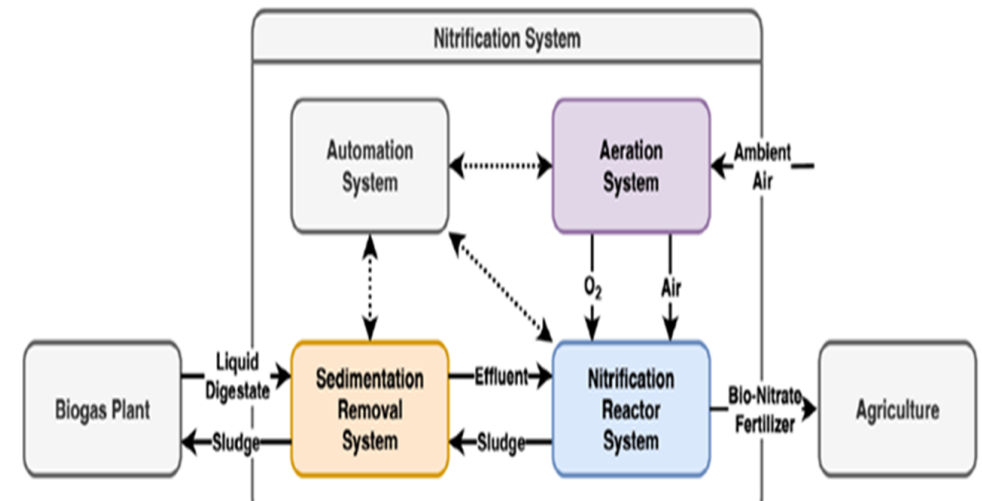 Nitrification System
Automation
System
Aeration
System
Ambient
Air
O2
Air
Liquid
Digestate
Biogas Plant
Sludge
Sedimentation
Removal
System
Effluent
Sludge
Nitrification
Reactor
System
Bio-Nitrato
Fertilizer
Agriculture